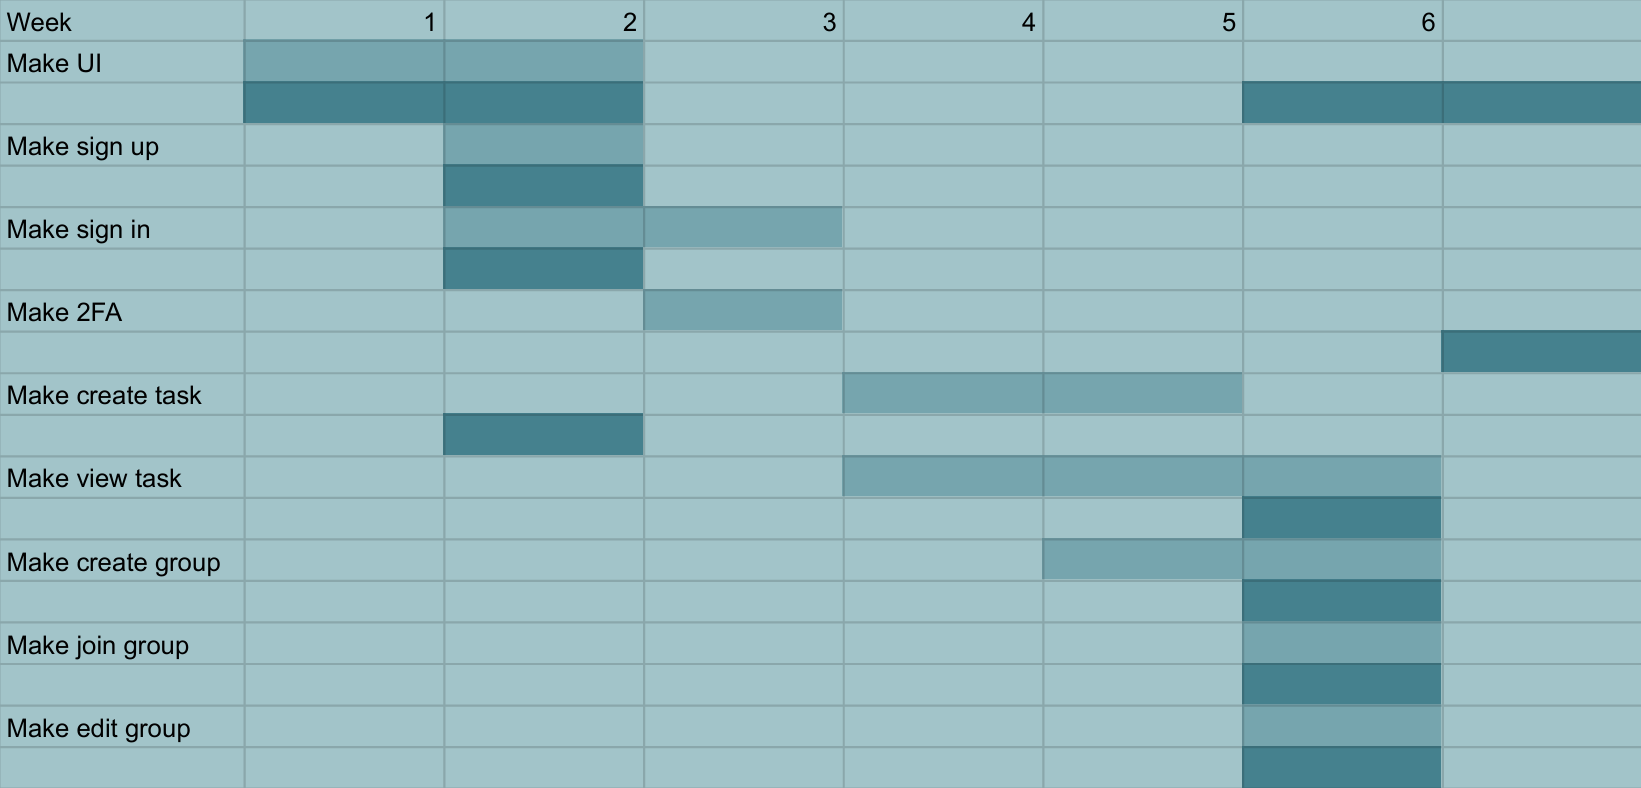 Week 1 2 3 4 5 6
Make UI
Make sign up
Make sign in
Make 2FA
Make create task
Make view task
Make create group
Make join group
Make edit group